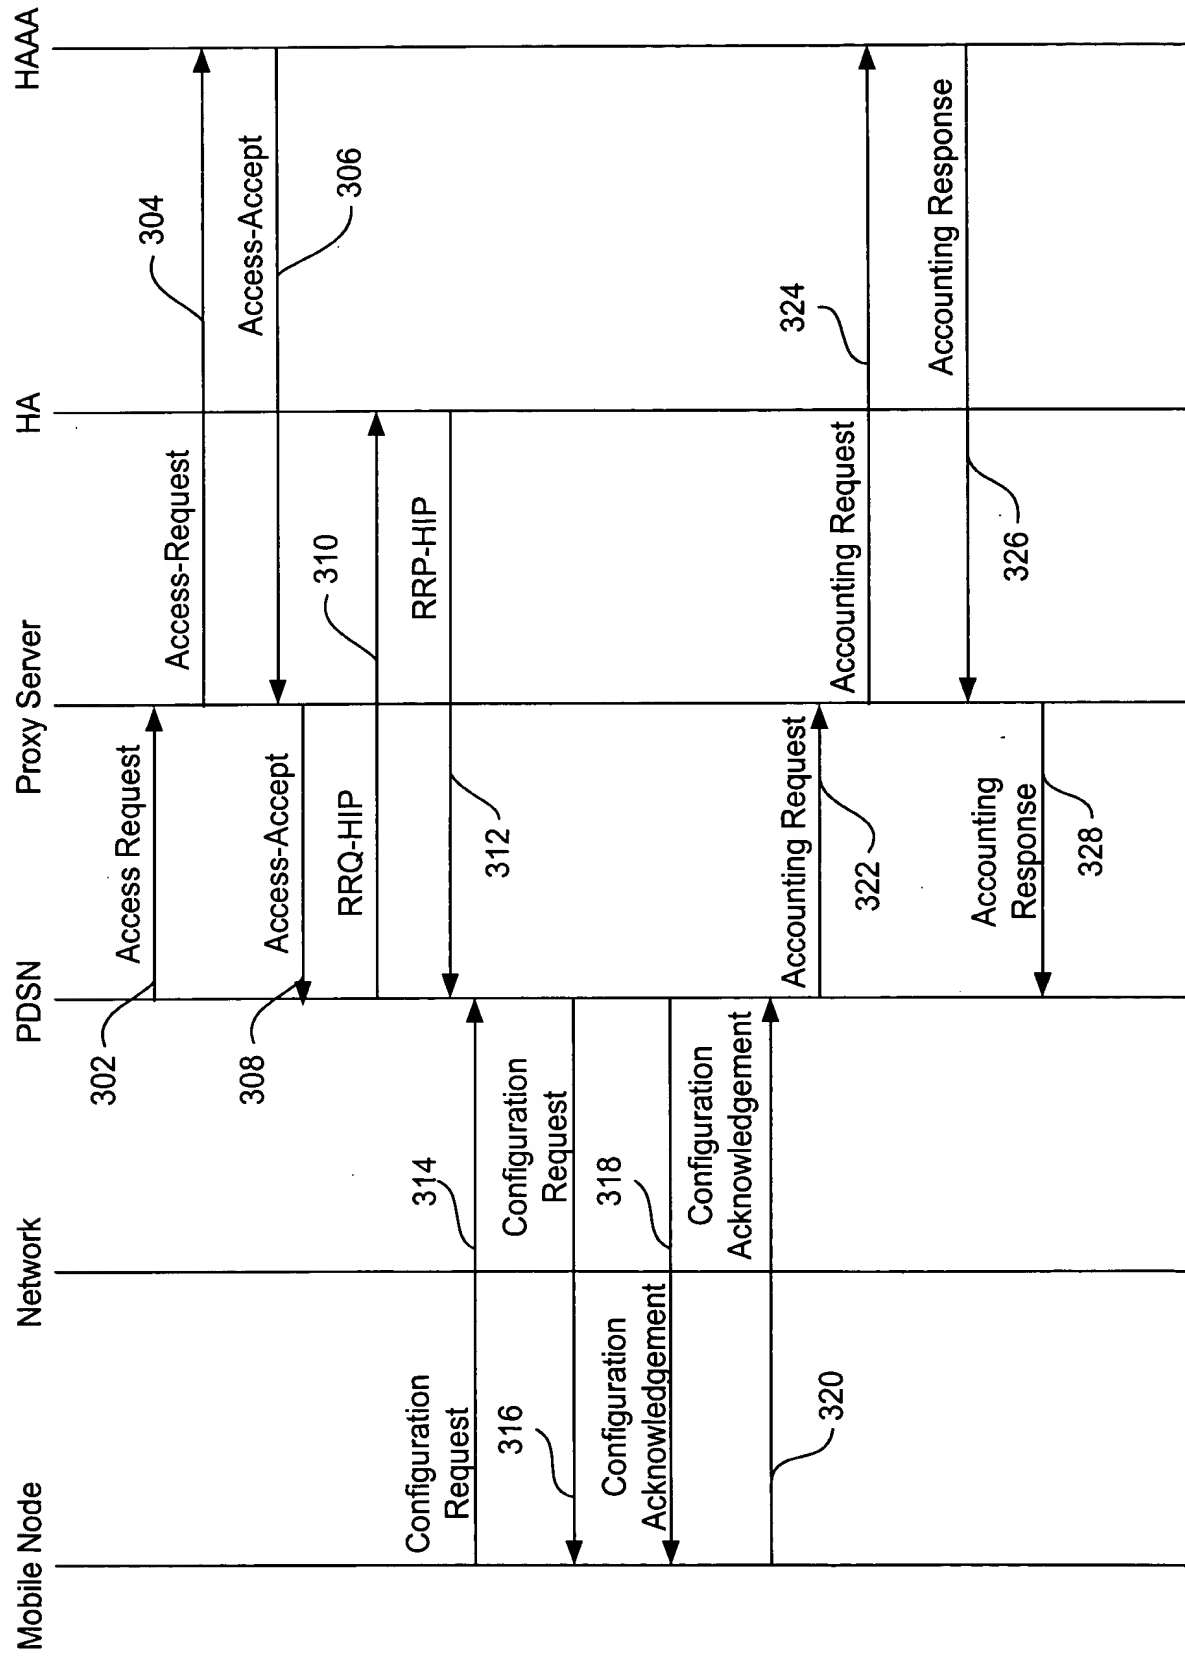 Mobile Node
Network
PDSN
Proxy Server
HA
HAAA
302
Access Request
Access-Request
304
Access-Accept
306
308
Access-Accept
RRQ-HIP
310
RRP-HIP
312
Configuration
Request
314
316
Configuration
Request
Configuration
Acknowledgement
318
Configuration
Acknowledgement
320
Accounting Request
322
Accounting Request
324
Accounting Response
326
Accounting
Response
328